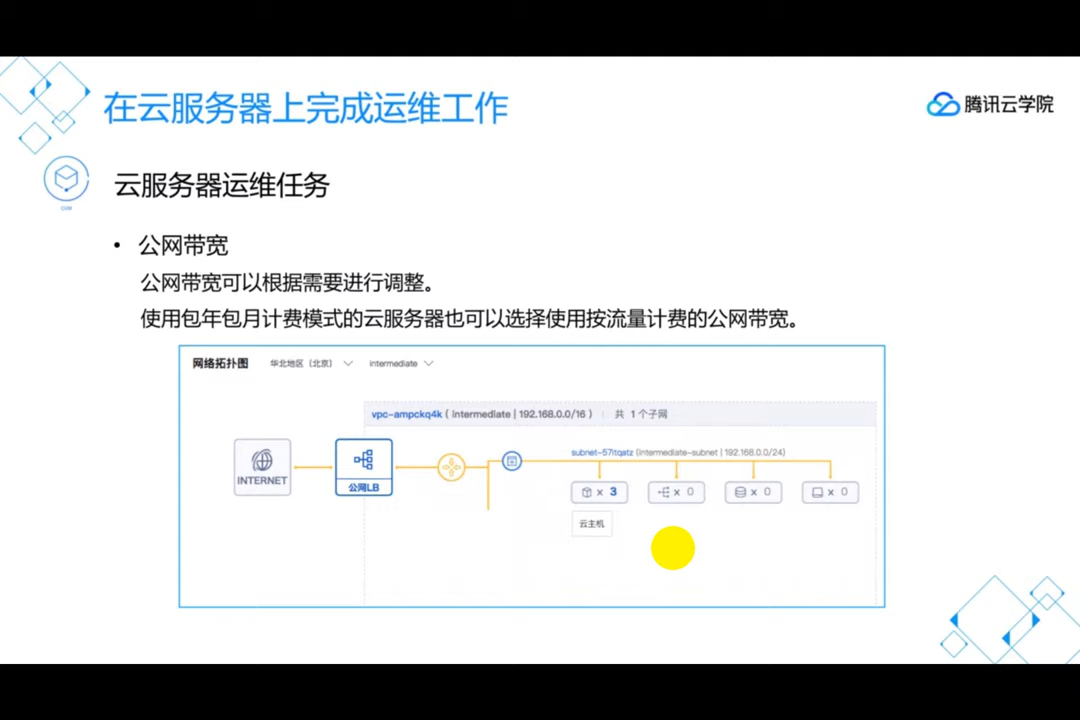 在云服务器上完成运维工作
腾讯云学院
CVM
云服务器运维任务
• 公网带宽
公网带宽可以根据需要进行调整。
使用包年包月计费模式的云服务器也可以选择使用按流量计费的公网带宽。
网络拓扑图 华北地区（北京） intermediate
vpc-ampckq4k ( intermediate | 192.168.0.0/16 ) | 共 1 个子网
subnet-57itqatz (intermediate-subnet | 192.168.0.0/24)
INTERNET
公网LB
x 3
x 0
x 0
x 0
云主机